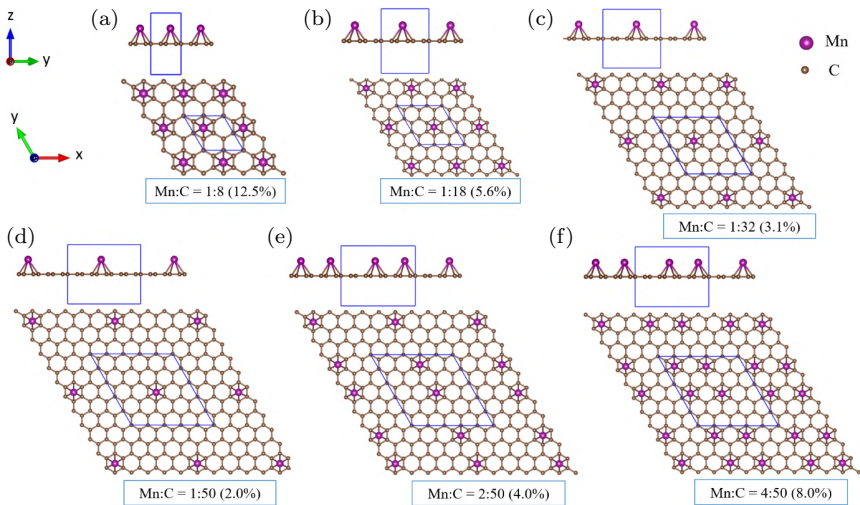 (a)
(b)
(c)
z
y
y
x
Mn
C
Mn:C = 1:8 (12.5%)
Mn:C = 1:18 (5.6%)
Mn:C = 1:32 (3.1%)
(d)
(e)
(f)
Mn:C = 1:50 (2.0%)
Mn:C = 2:50 (4.0%)
Mn:C = 4:50 (8.0%)